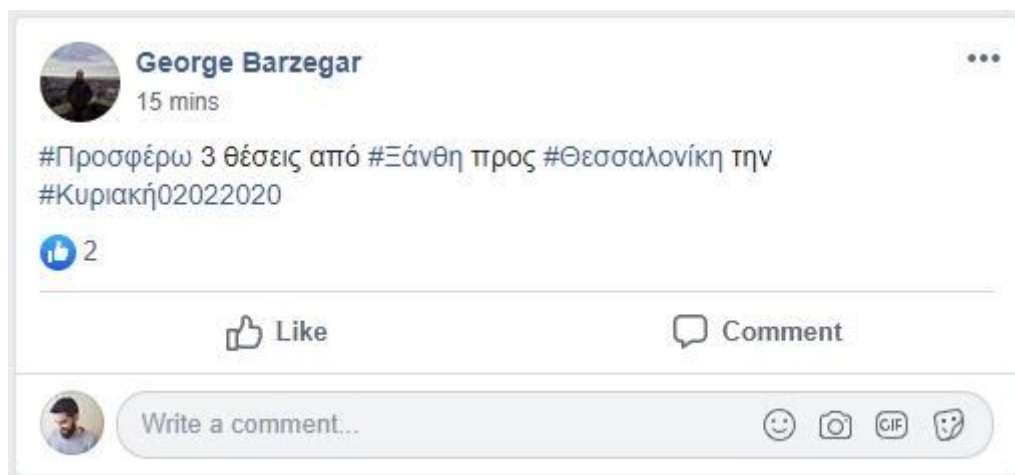 George Barzegar
15 mins
#Προσφέρω 3 θέσεις από #Ξάνθη προς #Θεσσαλονίκη την
#Κυριακή02022020
2
Like Comment
Write a comment... GIF